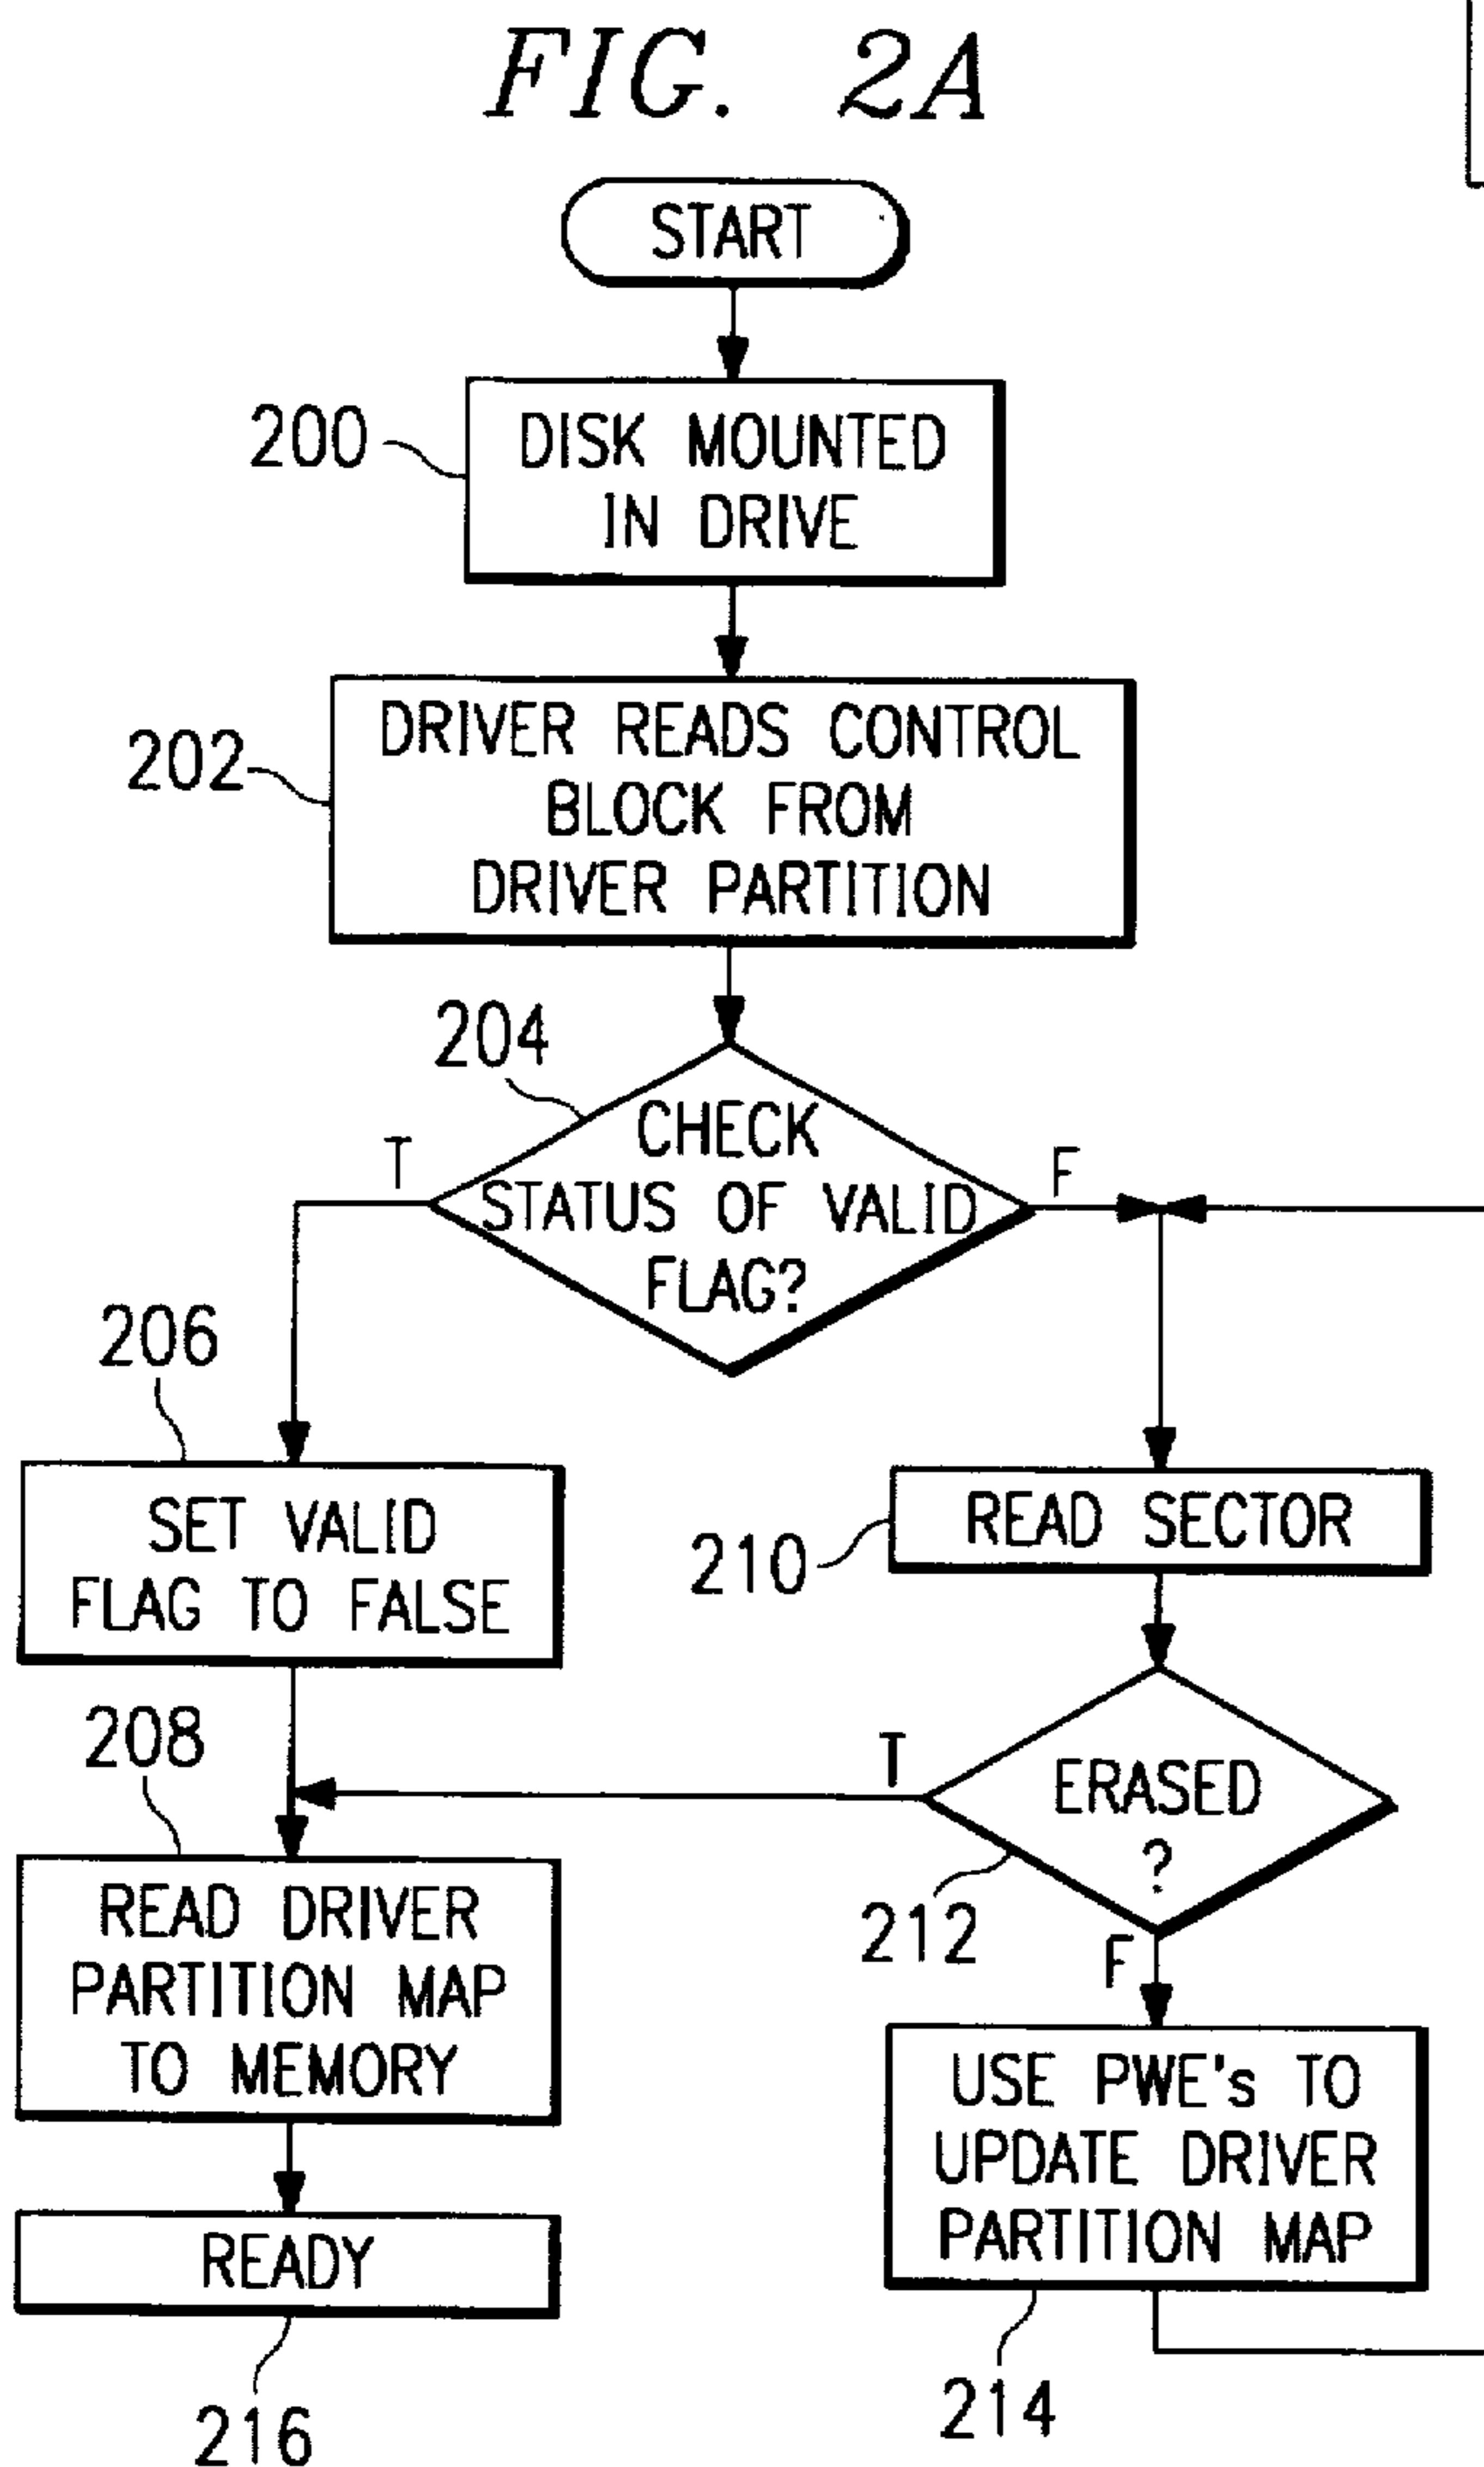 FIG. 2A
START
200
DISK MOUNTED
IN DRIVE
202
DRIVER READS CONTROL
BLOCK FROM
DRIVER PARTITION
204
CHECK
STATUS OF VALID
FLAG?
T
F
206
SET VALID
FLAG TO FALSE
210
READ SECTOR
208
T
ERASED
?
212
F
READ DRIVER
PARTITION MAP
TO MEMORY
USE PWE's TO
UPDATE DRIVER
PARTITION MAP
READY
214
216